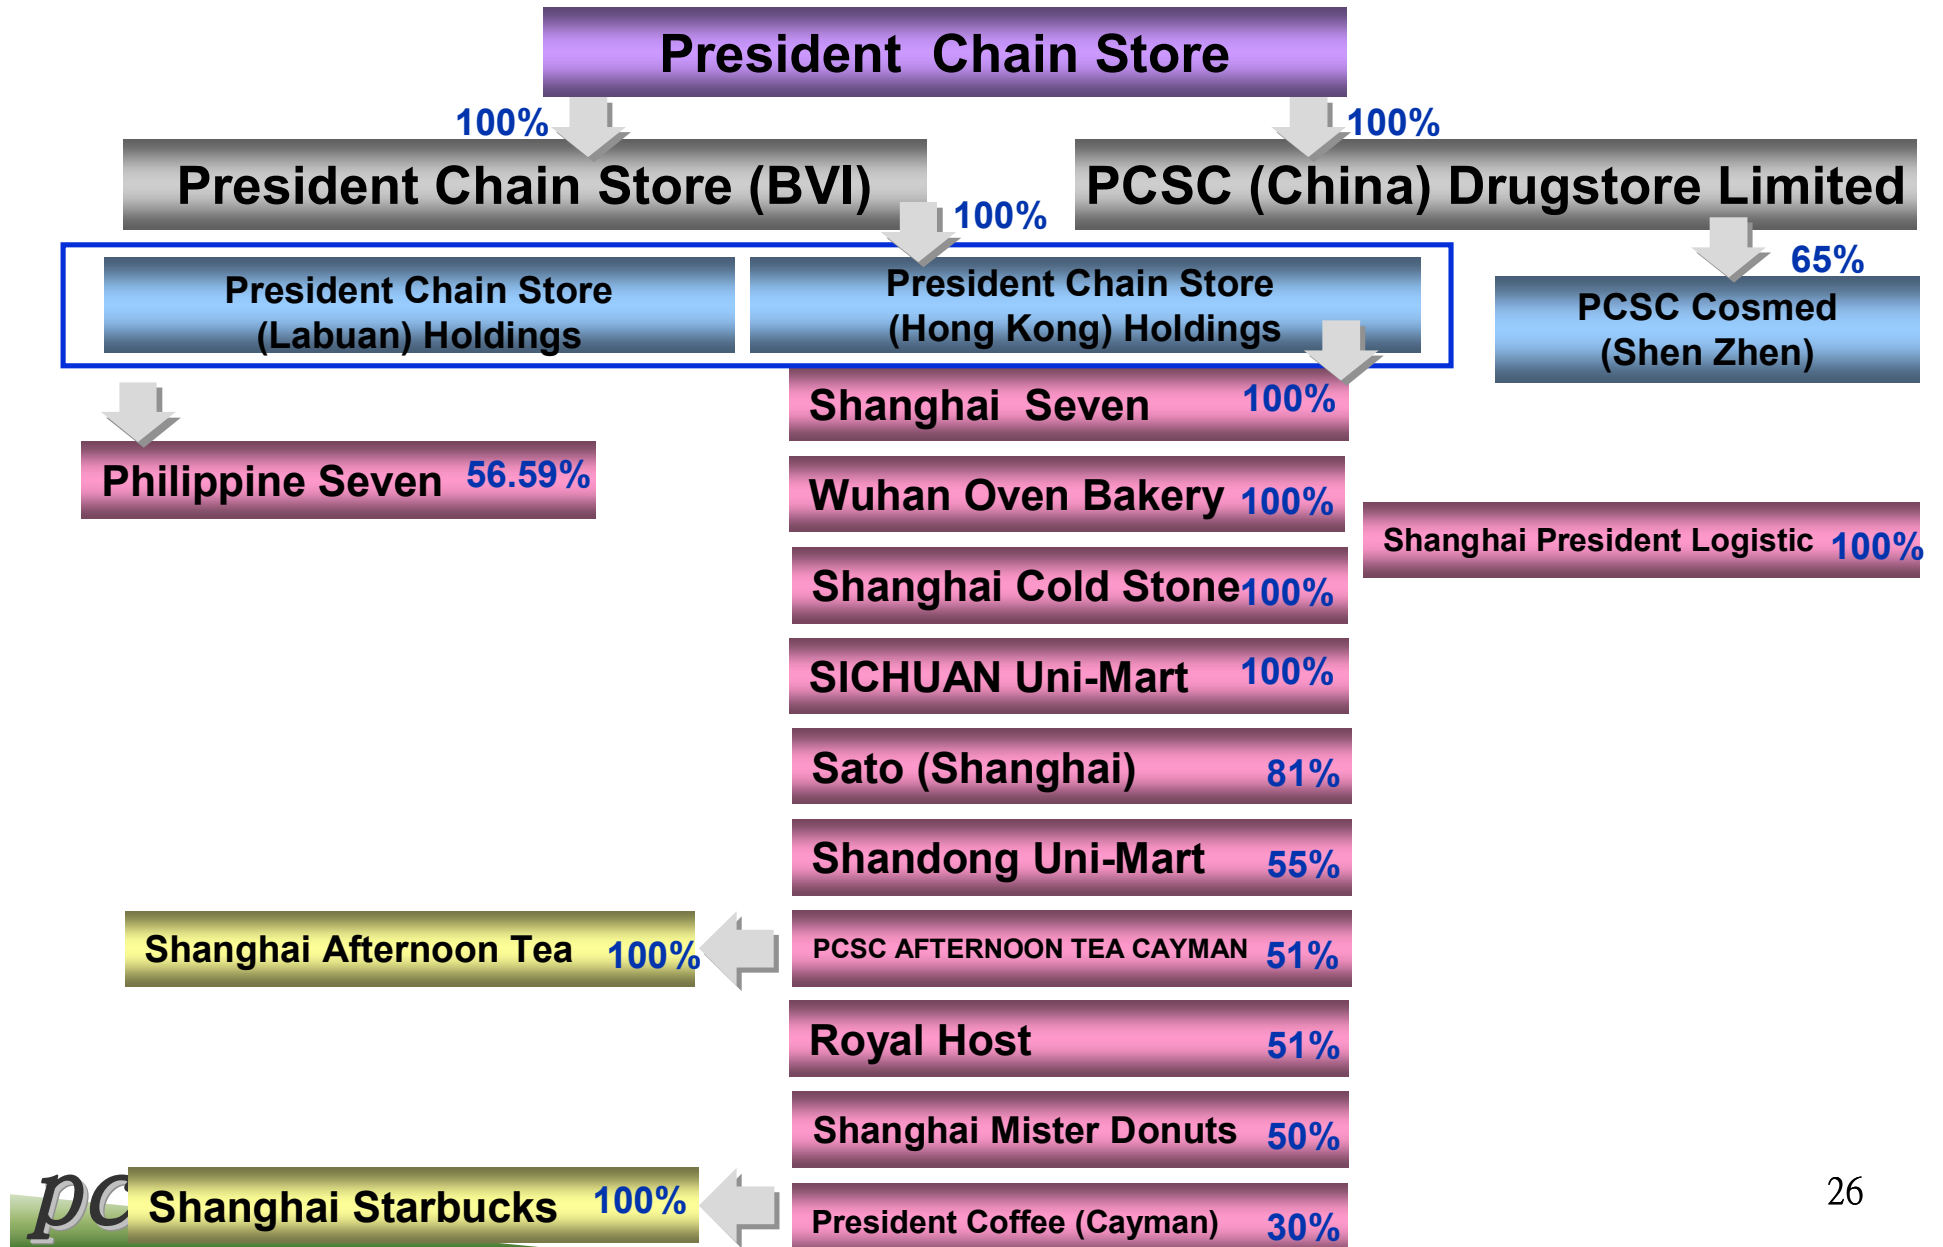 President  Chain Store
100%
100%
President Chain Store (BVI)
PCSC (China) Drugstore Limited
100%
65%
President Chain Store
(Labuan) Holdings
President Chain Store
(Hong Kong) Holdings
PCSC Cosmed
(Shen Zhen)
Shanghai  Seven 100%
Philippine Seven 56.59%
Wuhan Oven Bakery 100%
Shanghai President Logistic 100%
Shanghai Cold Stone 100%
SICHUAN Uni-Mart 100%
Sato (Shanghai) 81%
Shandong Uni-Mart 55%
Shanghai Afternoon Tea 100%
PCSC AFTERNOON TEA CAYMAN 51%
Royal Host 51%
Shanghai Mister Donuts 50%
pc
Shanghai Starbucks 100%
President Coffee (Cayman) 30%
26